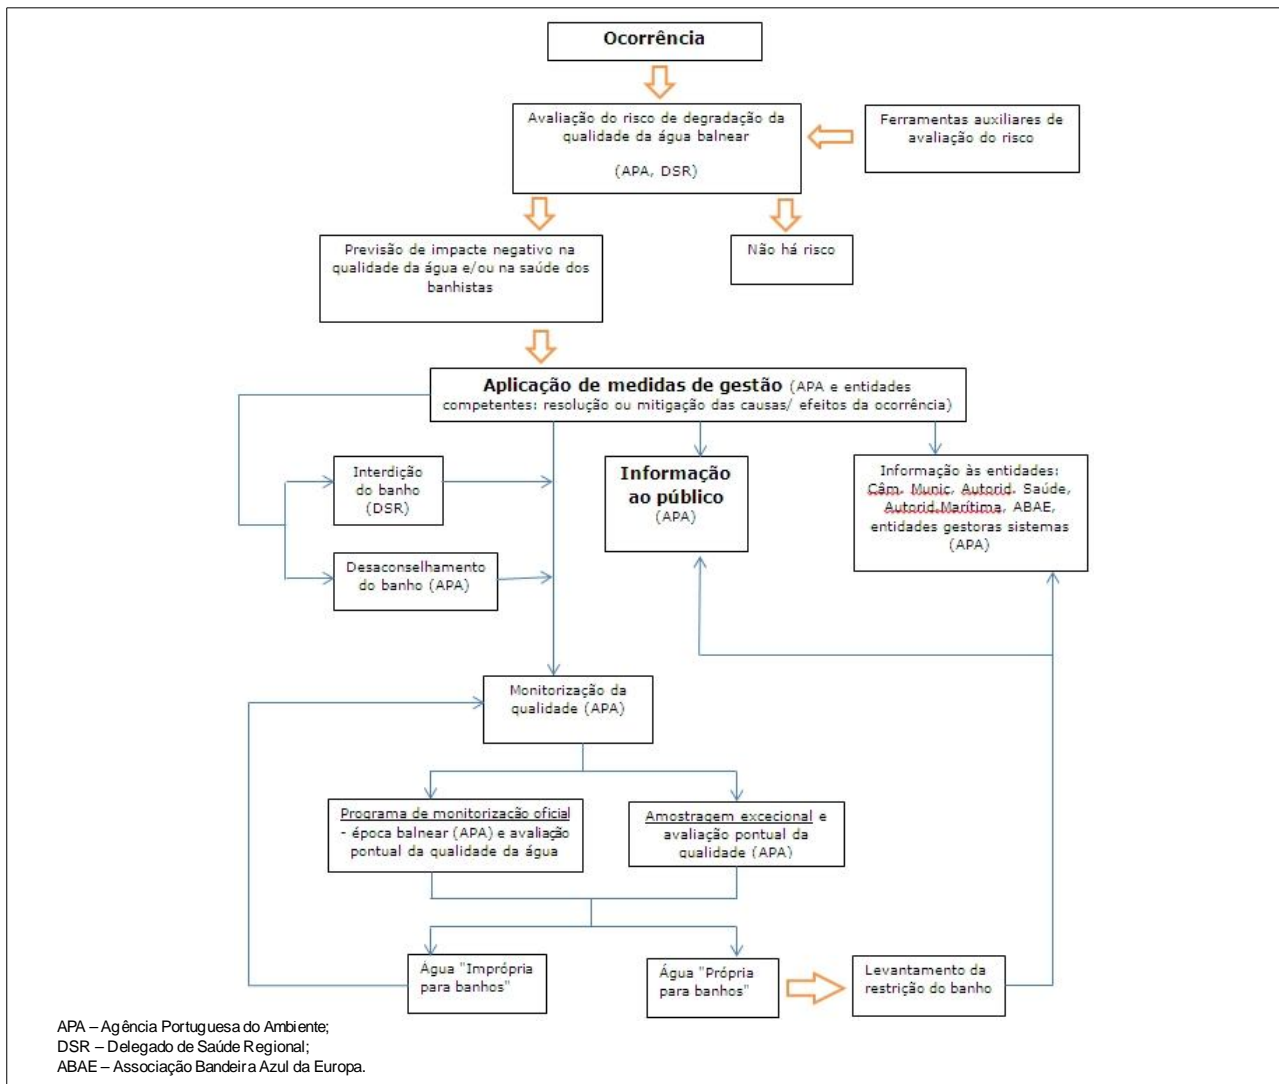 Ocorrência
Avaliação do risco de degradação da
qualidade da água balnear
(APA, DSR)
Ferramentas auxiliares de
avaliação do risco
Previsão de impacte negativo na
qualidade da água e/ou na saúde dos
banhistas
Não há risco
Aplicação de medidas de gestão (APA e entidades
competentes: resolução ou mitigação das causas/ efeitos da ocorrência)
Interdição
do banho
(DSR)
Informação
ao público
(APA)
Informação às entidades:
Câm. Munic, Autorid. Saúde,
Autorid.Marítima, ABAE,
entidades gestoras sistemas
(APA)
Desaconselhamento
do banho (APA)
Monitorização da
qualidade (APA)
Programa de monitorização oficial
- época balnear (APA) e avaliação
pontual da qualidade da água
Amostragem excecional e
avaliação pontual da
qualidade (APA)
Água "Imprópria
para banhos"
Água "Própria
para banhos"
Levantamento da
restrição do banho
APA – Agência Portuguesa do Ambiente;
DSR – Delegado de Saúde Regional;
ABAE – Associação Bandeira Azul da Europa.